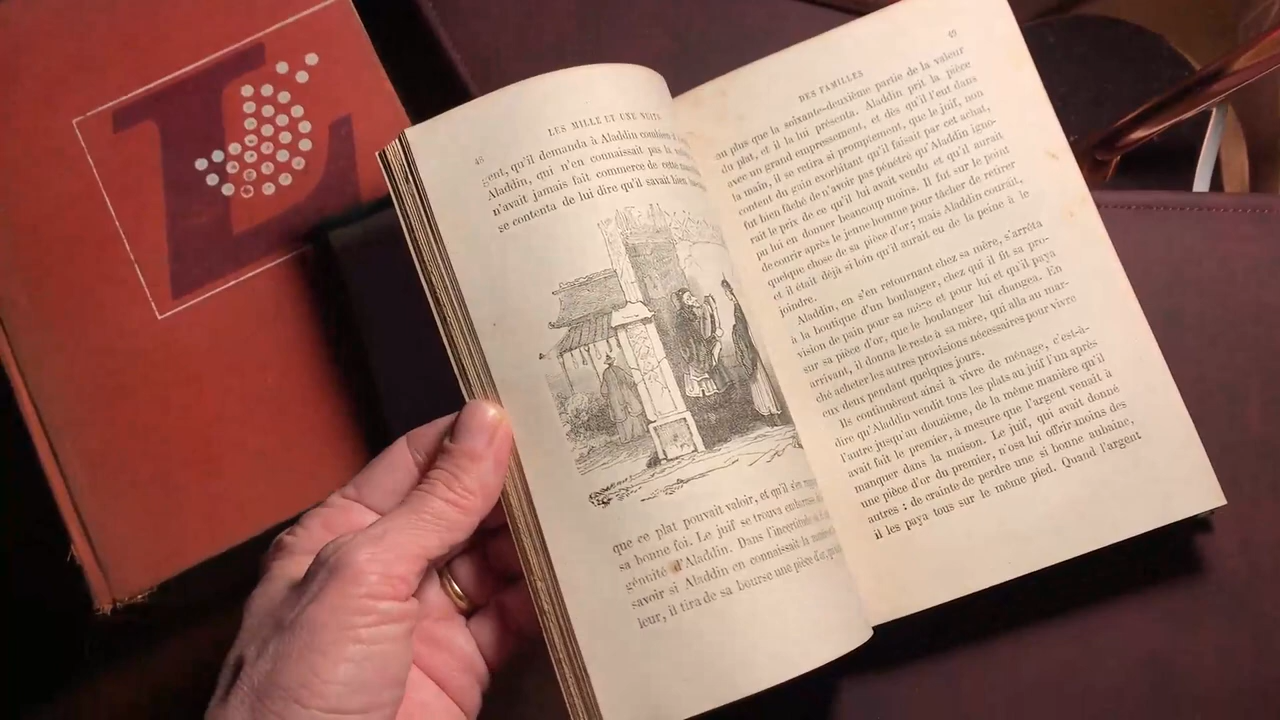 L
48
LES MILLE ET UNE NUITS
gent, qu'il demanda à Aladdin combien
Aladdin, qui n'en connaissait pas la
n'avait jamais fait commerce de cette
se contenta de lui dire qu'il savait bien
que ce plat pouvait valoir, et qu'il s'en
sa bonne foi. Le juif se trouva
génuité d'Aladdin. Dans l'incertitude
savoir si Aladdin en connaissait la
leur, il tira de sa bourse une pièce d'or,
DES FAMILLES
49
au plus que la soixante-deuxième partie de la valeur
du plat, et il la lui présenta. Aladdin prit la pièce
avec un grand empressement, et dès qu'il l'eut dans
la main, il se retira si promptement, que le juif, non
content du gain exorbitant qu'il faisait par cet achat,
fut bien fâché de n'avoir pas pénétré qu'Aladdin igno-
rait le prix de ce qu'il lui avait vendu et qu'il aurait
pu lui en donner beaucoup moins. Il fut sur le point
de courir après le jeune homme pour tâcher de retirer
quelque chose de sa pièce d'or; mais Aladdin courait,
et il était déjà si loin qu'il aurait eu de la peine à le
joindre.
Aladdin, en s'en retournant chez sa mère, s'arrêta
à la boutique d'un boulanger, chez qui il fit sa pro-
vision de pain pour sa mère et pour lui et qu'il paya
sur sa pièce d'or, que le boulanger lui changea. En
arrivant, il donna le reste à sa mère, qui alla au mar-
ché acheter les autres provisions nécessaires pour vivre
eux deux pendant quelques jours.
Ils continuèrent ainsi à vivre de ménage, c'est-à-
dire qu'Aladdin vendit tous les plats au juif l'un après
l'autre jusqu'au douzième, de la même manière qu'il
avait fait le premier, à mesure que l'argent venait à
manquer dans la maison. Le juif, qui avait donné
une pièce d'or du premier, n'osa lui offrir moins des
autres : de crainte de perdre une si bonne aubaine,
il les paya tous sur le même pied. Quand l'argent